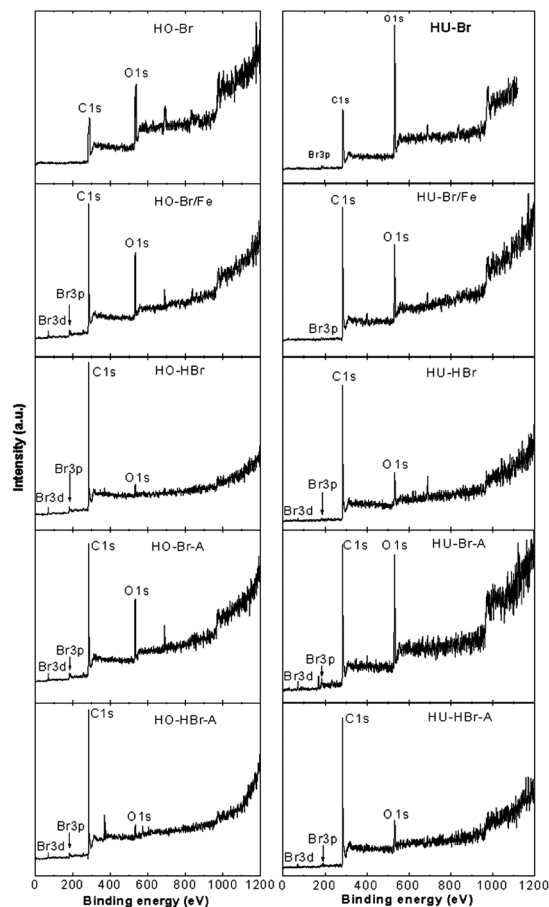 HO-Br
O1s
C1s
HU-Br
O1s
C1s
Br3p
HO-Br/Fe
C1s
O1s
Br3p
Br3d
HU-Br/Fe
C1s
O1s
Br3p
HO-HBr
C1s
Br3p
O1s
Br3d
HU-HBr
C1s
O1s
Br3p
Br3d
HO-Br-A
C1s
O1s
Br3p
Br3d
HU-Br-A
C1s
O1s
Br3p
Br3d
HO-HBr-A
C1s
O1s
Br3p
Br3d
HU-HBr-A
C1s
O1s
Br3p
Br3d
Intensity (a.u.)
0 200 400 600 800 1000 1200
0 200 400 600 800 1000 1200
Binding energy (eV)
Binding energy (eV)